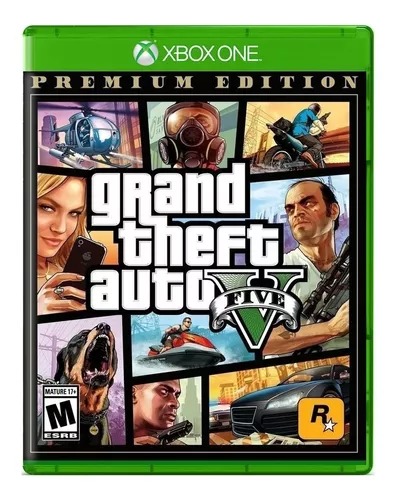 XBOX ONE
PREMIUM EDITION
grand
theft
auto V
FIVE
MATURE 17+
M
ESRB
R